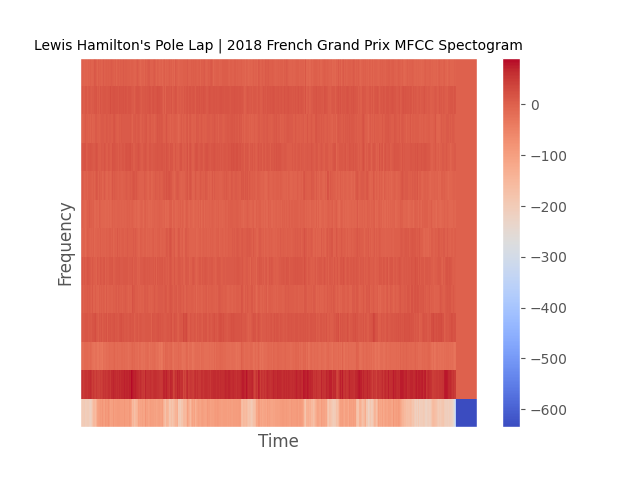 Lewis Hamilton's Pole Lap | 2018 French Grand Prix MFCC Spectogram
Frequency
Time
0
−100
−200
−300
−400
−500
−600